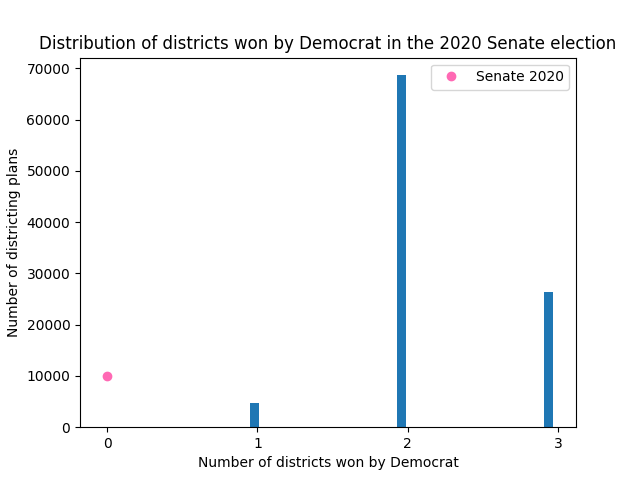 Distribution of districts won by Democrat in the 2020 Senate election
Senate 2020
70000
60000
50000
40000
30000
20000
10000
0
Number of districting plans
0 1 2 3
Number of districts won by Democrat